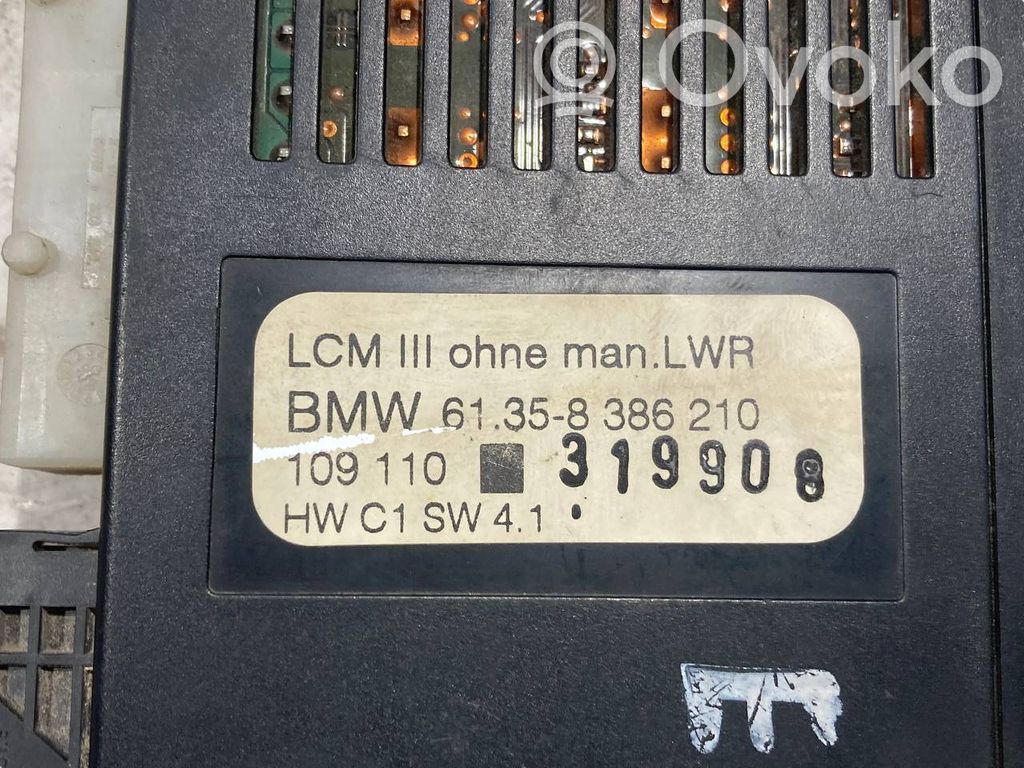 Ovoko
LCM III ohne man.LWR
BMW 61.35-8 386 210
109 110 319908
HW C1 SW 4.1